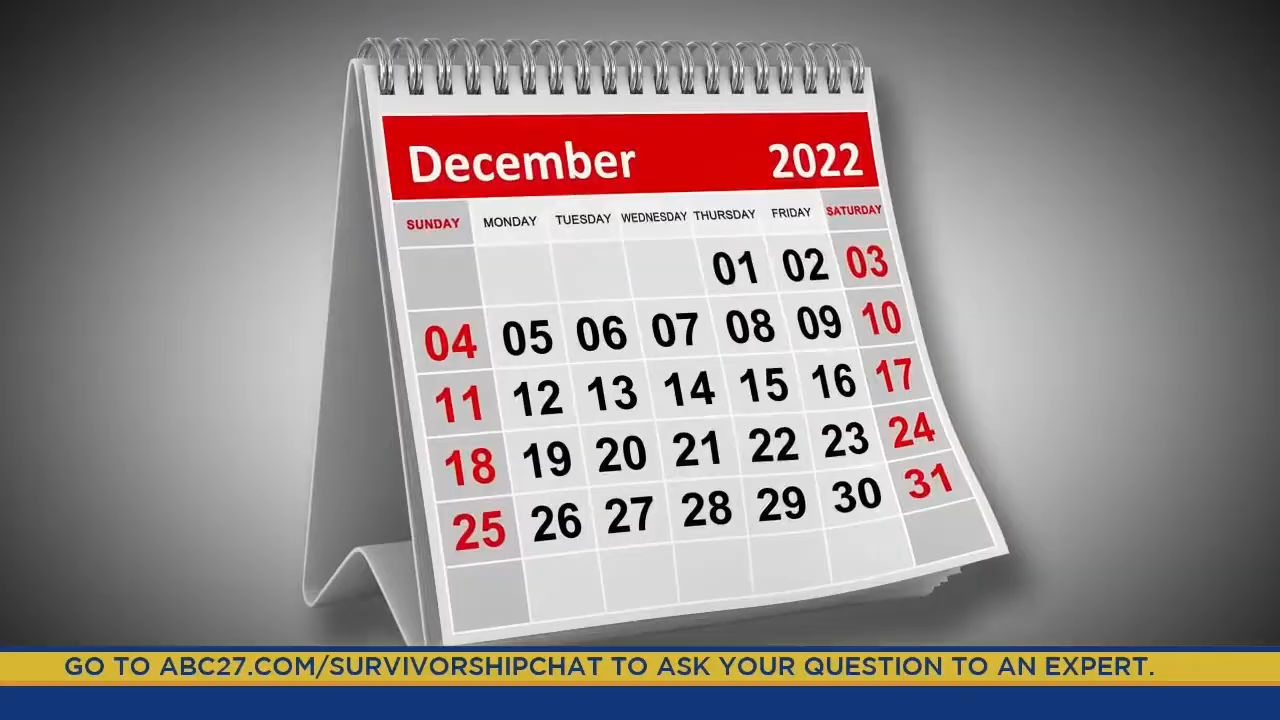 December 2022
SUNDAY MONDAY TUESDAY WEDNESDAY THURSDAY FRIDAY SATURDAY
01 02 03
04 05 06 07 08 09 10
11 12 13 14 15 16 17
18 19 20 21 22 23 24
25 26 27 28 29 30 31
GO TO ABC27.COM/SURVIVORSHIPCHAT TO ASK YOUR QUESTION TO AN EXPERT.